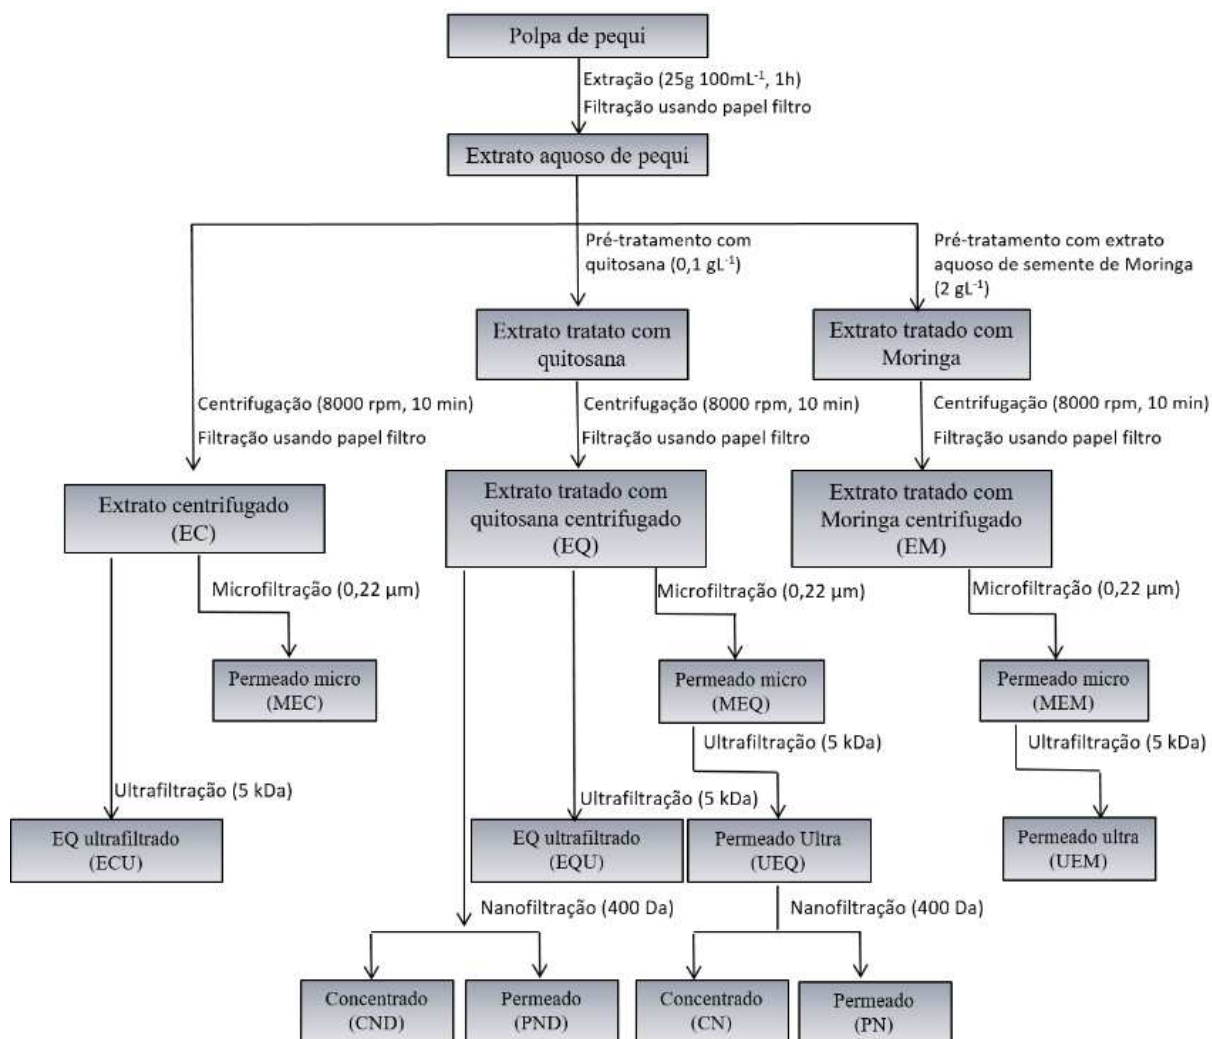 Polpa de pequi
Extração (25g 100mL⁻¹, 1h)
Filtração usando papel filtro
Extrato aquoso de pequi
Pré-tratamento com
quitosana (0,1 gL⁻¹)
Pré-tratamento com extrato
aquoso de semente de Moringa
(2 gL⁻¹)
Extrato tratato com
quitosana
Extrato tratado com
Moringa
Centrifugação (8000 rpm, 10 min)
Filtração usando papel filtro
Centrifugação (8000 rpm, 10 min)
Filtração usando papel filtro
Centrifugação (8000 rpm, 10 min)
Filtração usando papel filtro
Extrato centrifugado
(EC)
Extrato tratado com
quitosana centrifugado
(EQ)
Extrato tratado com
Moringa centrifugado
(EM)
Microfiltração (0,22 µm)
Microfiltração (0,22 µm)
Microfiltração (0,22 µm)
Permeado micro
(MEC)
Permeado micro
(MEQ)
Permeado micro
(MEM)
Ultrafiltração (5 kDa)
Ultrafiltração (5 kDa)
Ultrafiltração (5 kDa)
Ultrafiltração (5 kDa)
EQ ultrafiltrado
(ECU)
EQ ultrafiltrado
(EQU)
Permeado Ultra
(UEQ)
Permeado ultra
(UEM)
Nanofiltração (400 Da)
Nanofiltração (400 Da)
Concentrado
(CND)
Permeado
(PND)
Concentrado
(CN)
Permeado
(PN)